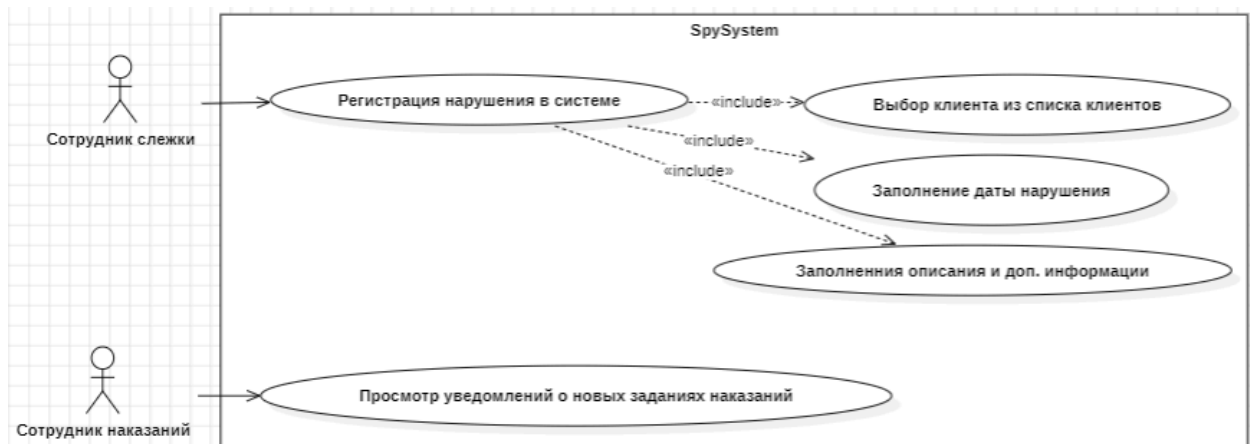 SpySystem
Регистрация нарушения в системе
«include»
Выбор клиента из списка клиентов
Сотрудник слежки
«include»
«include»
Заполнение даты нарушения
Заполненния описания и доп. информации
Просмотр уведомлений о новых заданиях наказаний
Сотрудник наказаний